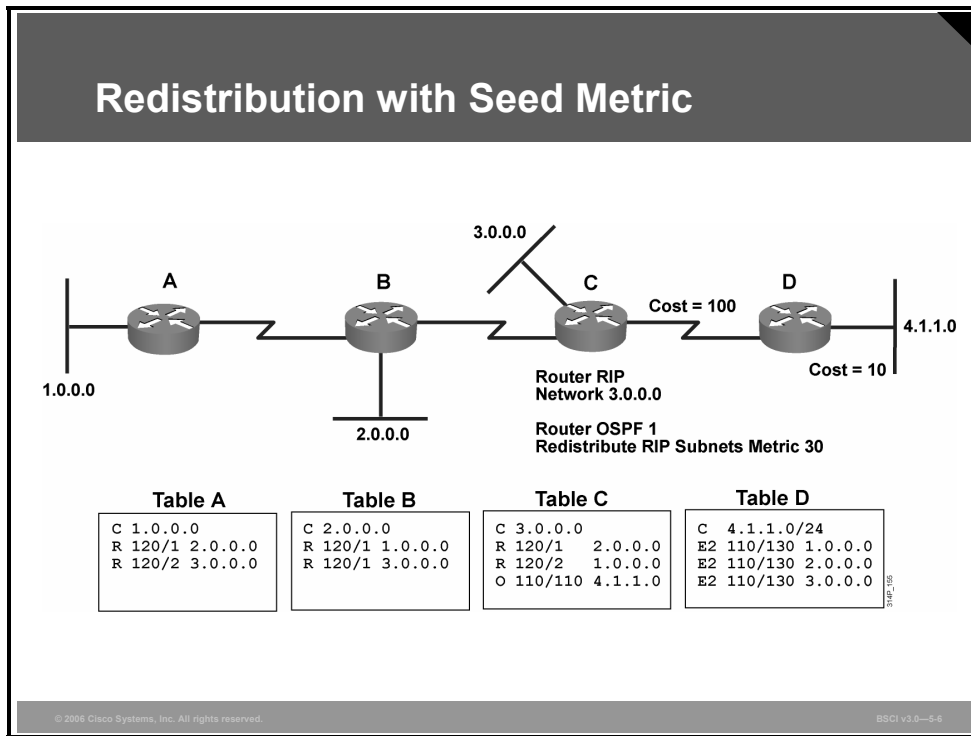 Redistribution with Seed Metric
3.0.0.0
A
B
C
D
Cost = 100
4.1.1.0
Cost = 10
1.0.0.0
2.0.0.0
Router RIP
Network 3.0.0.0
Router OSPF 1
Redistribute RIP Subnets Metric 30
Table A
C 1.0.0.0
R 120/1 2.0.0.0
R 120/2 3.0.0.0
Table B
C 2.0.0.0
R 120/1 1.0.0.0
R 120/1 3.0.0.0
Table C
C 3.0.0.0
R 120/1 2.0.0.0
R 120/2 1.0.0.0
O 110/110 4.1.1.0
Table D
C 4.1.1.0/24
E2 110/130 1.0.0.0
E2 110/130 2.0.0.0
E2 110/130 3.0.0.0
314P_155
© 2006 Cisco Systems, Inc. All rights reserved.
BSCI v3.0—5-6